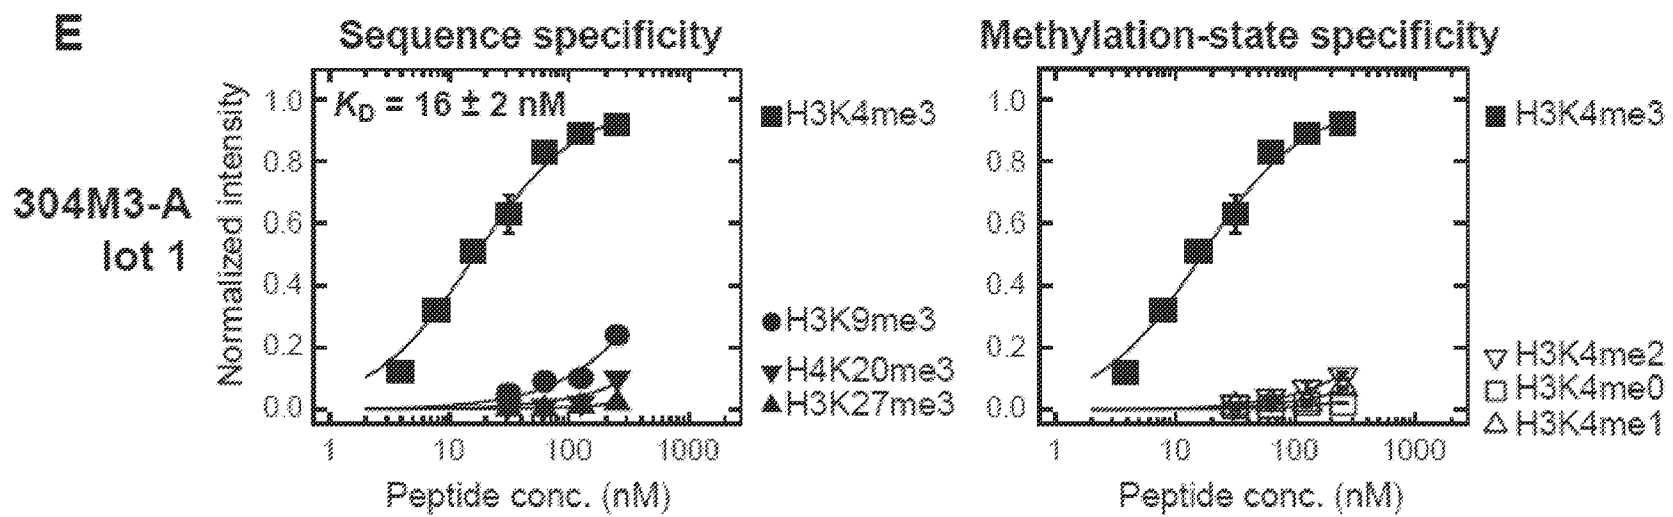 E
Sequence specificity
Methylation-state specificity
304M3-A
lot 1
Normalized intensity
1.0
0.8
0.6
0.4
0.2
0.0
K_D = 16 ± 2 nM
■ H3K4me3
● H3K9me3
▼ H4K20me3
▲ H3K27me3
1 10 100 1000
Peptide conc. (nM)
1.0
0.8
0.6
0.4
0.2
0.0
■ H3K4me3
▽ H3K4me2
□ H3K4me0
△ H3K4me1
1 10 100 1000
Peptide conc. (nM)